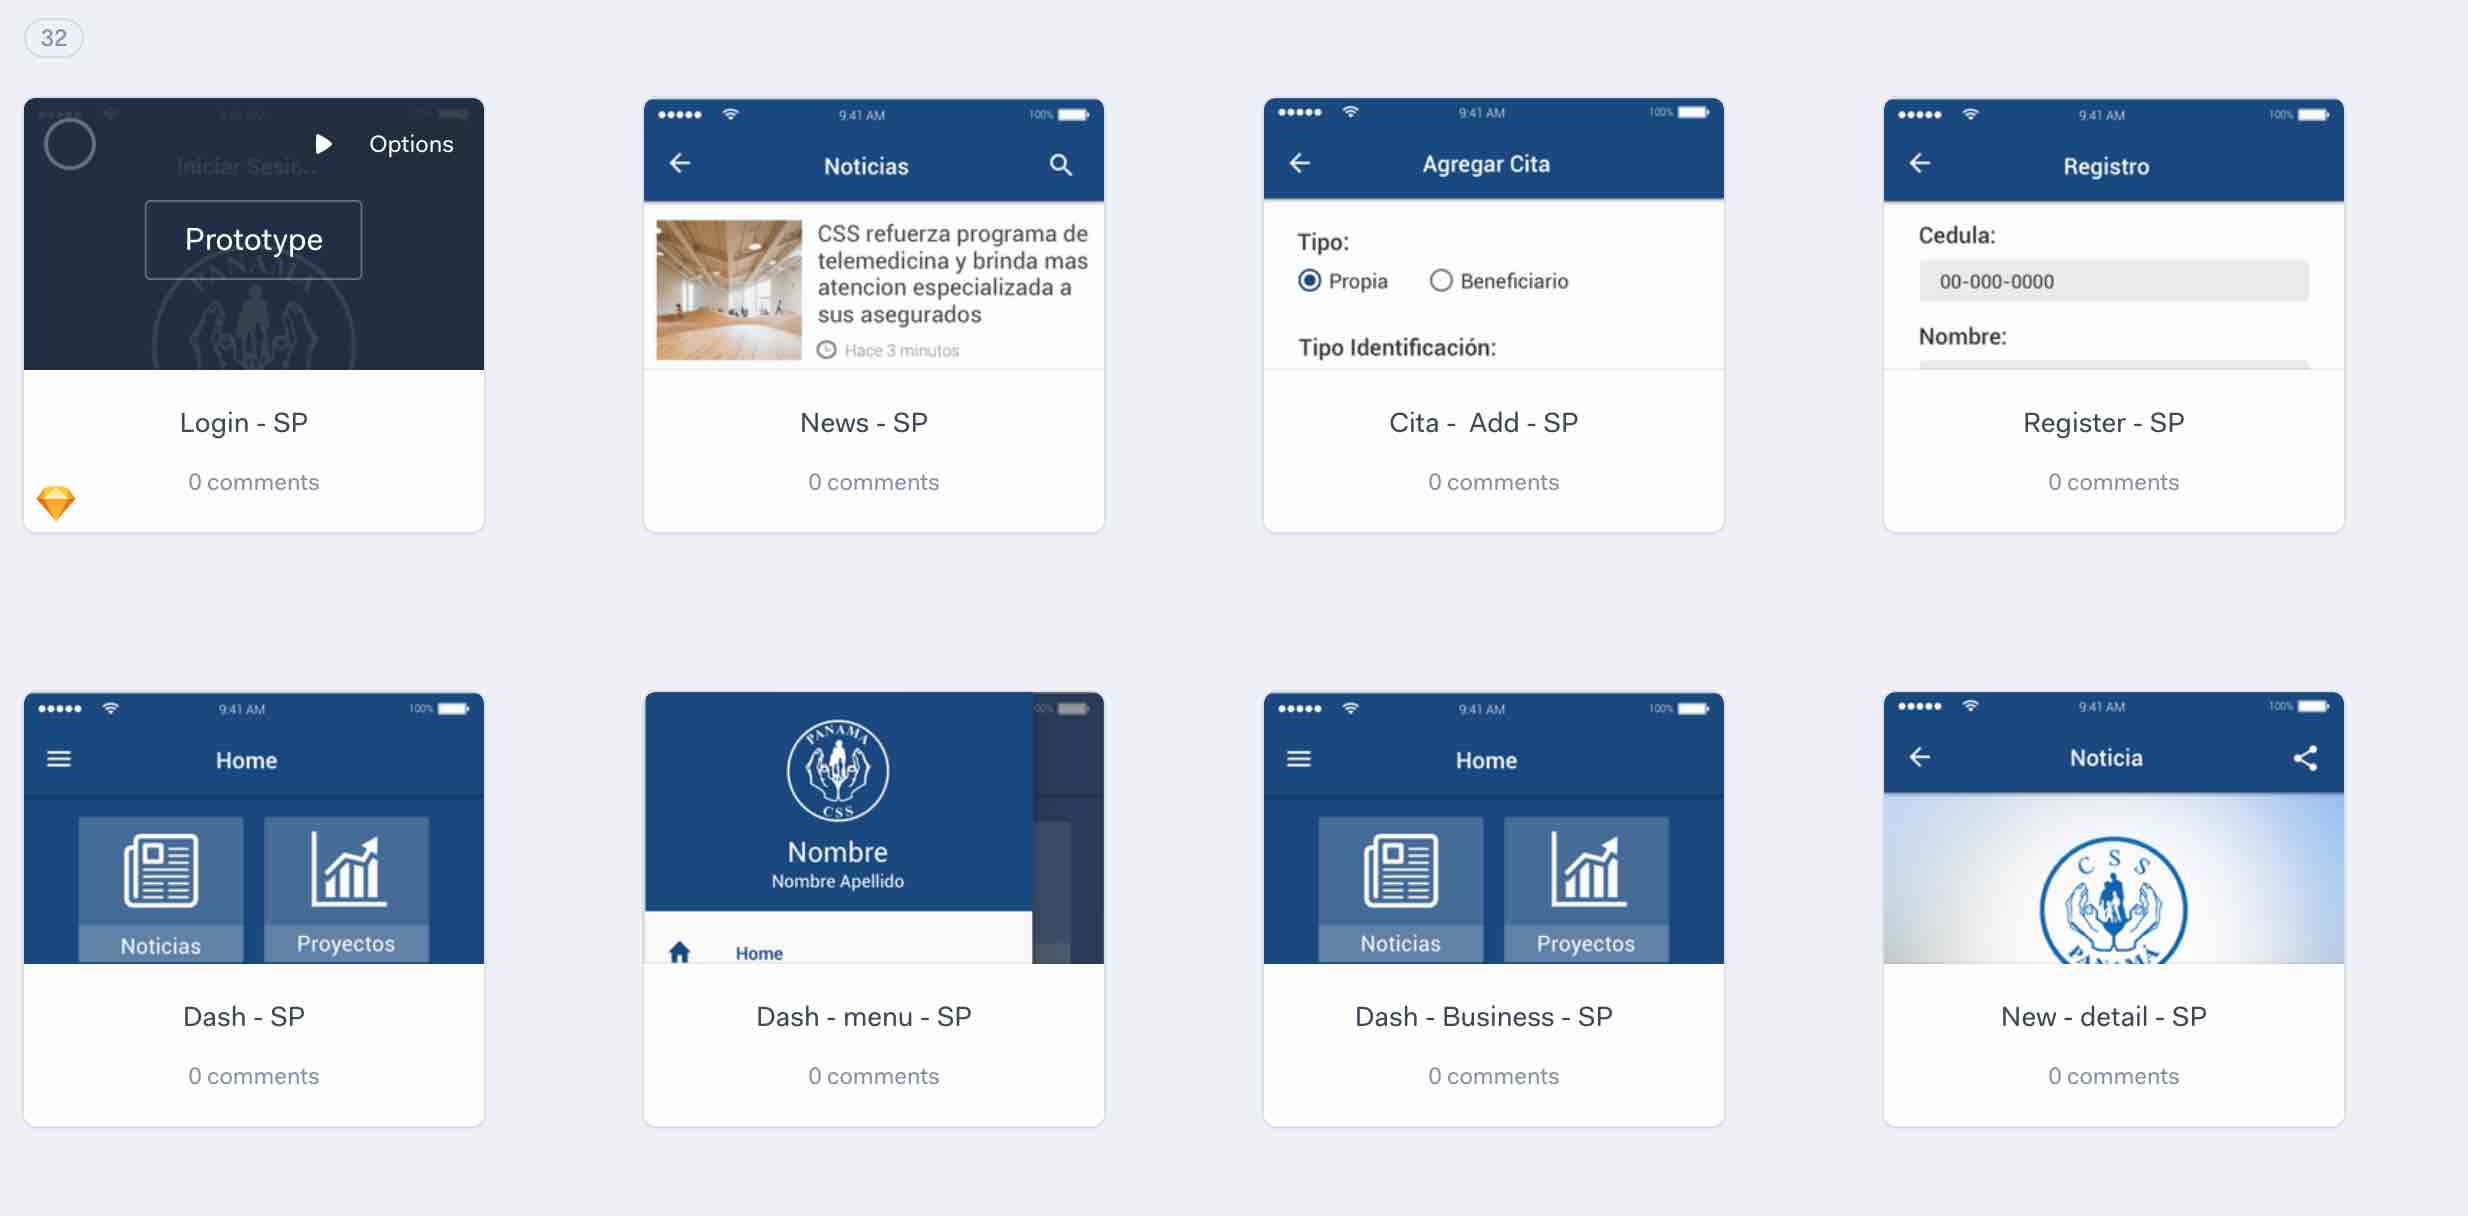 32
Options
Iniciar Sesic...
Prototype
PANAMA
Login - SP
0 comments
9:41 AM
100%
Noticias
CSS refuerza programa de
telemedicina y brinda mas
atencion especializada a
sus asegurados
Hace 3 minutos
News - SP
0 comments
9:41 AM
100%
Agregar Cita
Tipo:
Propia
Beneficiario
Tipo Identificación:
Cita - Add - SP
0 comments
9:41 AM
100%
Registro
Cedula:
00-000-0000
Nombre:
Register - SP
0 comments
9:41 AM
100%
Home
Noticias
Proyectos
Dash - SP
0 comments
PANAMA
CSS
Nombre
Nombre Apellido
Home
Dash - menu - SP
0 comments
9:41 AM
100%
Home
Noticias
Proyectos
Dash - Business - SP
0 comments
9:41 AM
100%
Noticia
CSS
PANAMÁ
New - detail - SP
0 comments